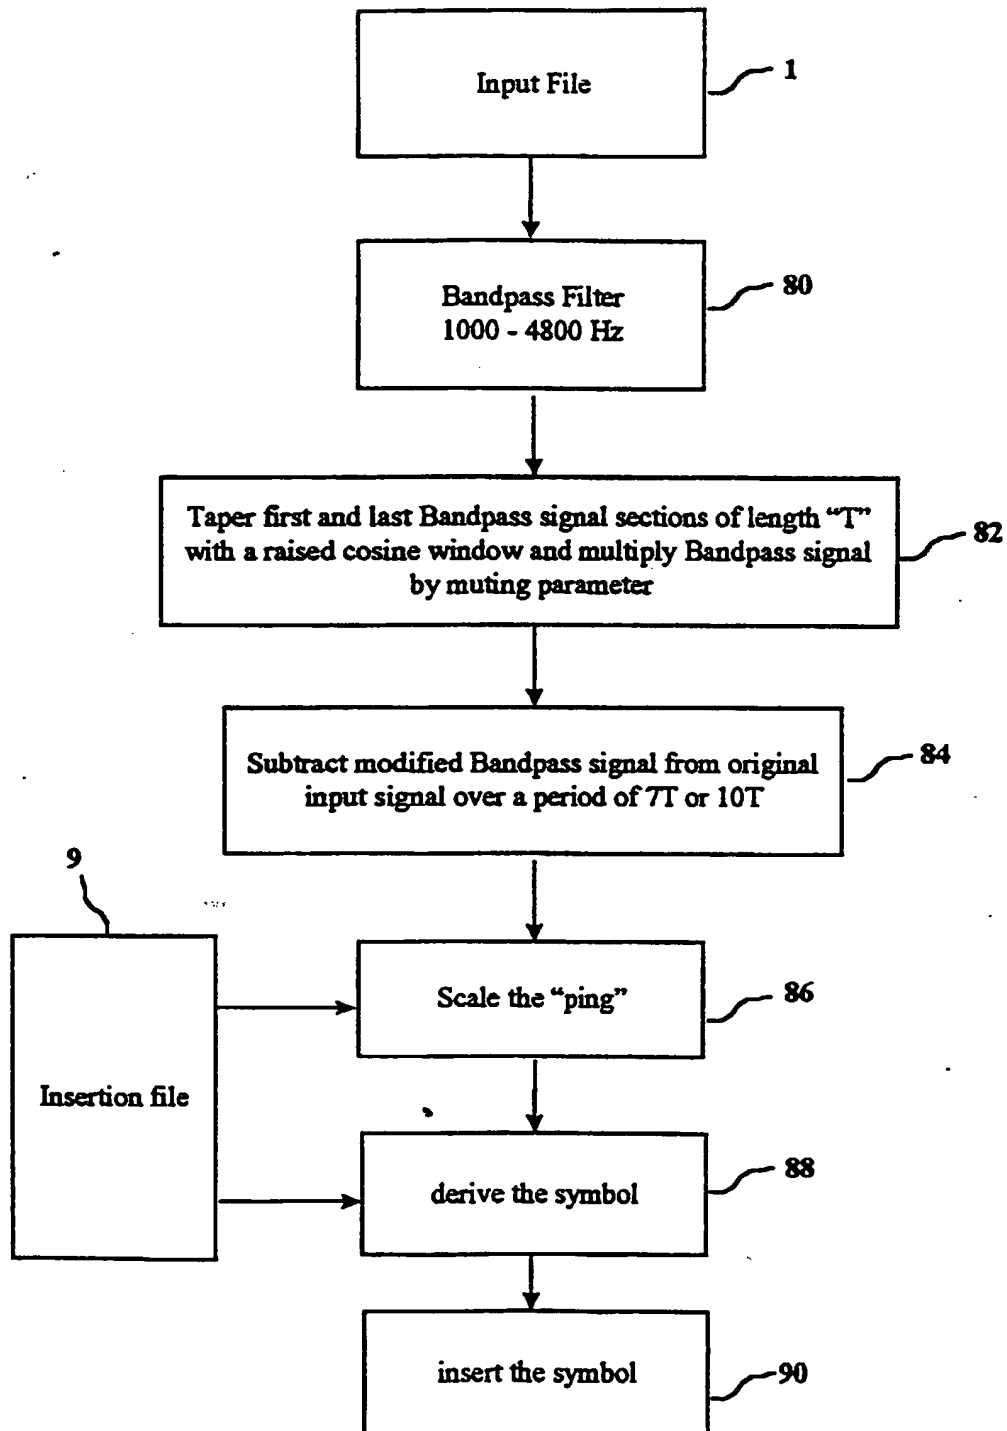 Input File
1
Bandpass Filter
1000 - 4800 Hz
80
Taper first and last Bandpass signal sections of length “T”
with a raised cosine window and multiply Bandpass signal
by muting parameter
82
Subtract modified Bandpass signal from original
input signal over a period of 7T or 10T
84
9
Scale the “ping”
86
Insertion file
derive the symbol
88
insert the symbol
90